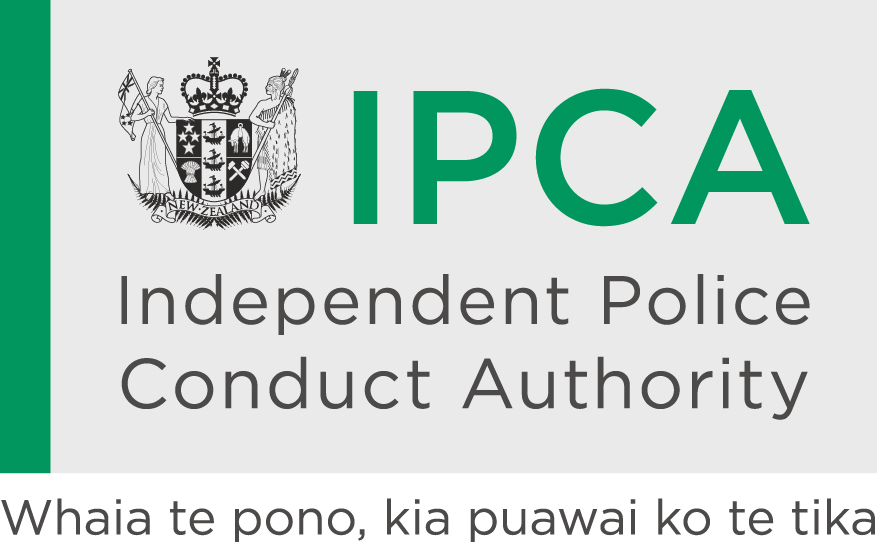 IPCA
NEW ZEALAND
Independent Police
Conduct Authority
Whaia te pono, kia puawai ko te tika